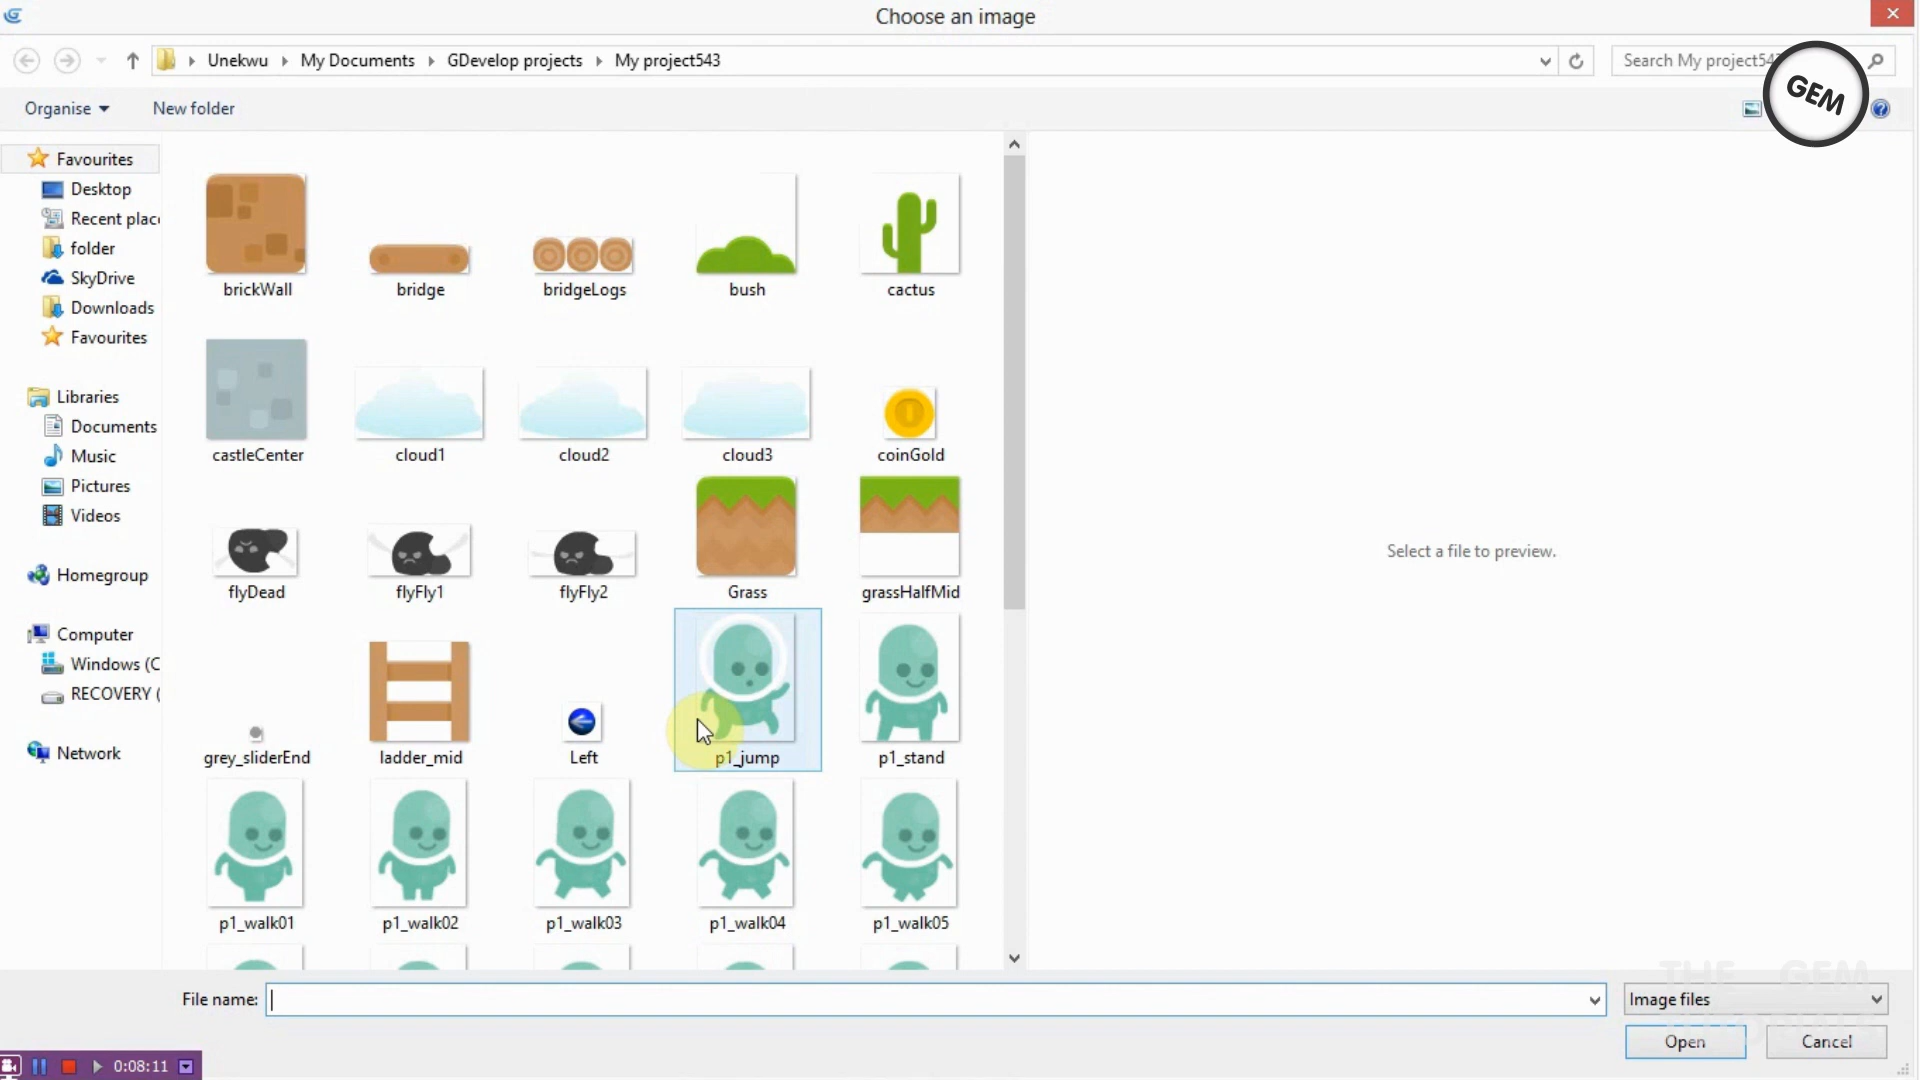 Choose an image
Unekwu My Documents GDevelop projects My project543
Search My project54
GEM
Organise New folder
Favourites
Desktop
Recent plac
folder
SkyDrive
Downloads
Favourites
Libraries
Documents
Music
Pictures
Videos
Homegroup
Computer
Windows (C
RECOVERY (
Network
brickWall bridge bridgeLogs bush cactus
castleCenter cloud1 cloud2 cloud3 coinGold
flyDead flyFly1 flyFly2 Grass grassHalfMid
grey_sliderEnd ladder_mid Left p1_jump p1_stand
p1_walk01 p1_walk02 p1_walk03 p1_walk04 p1_walk05
Select a file to preview.
THE GEM
File name: Image files
Open Cancel
0:08:11